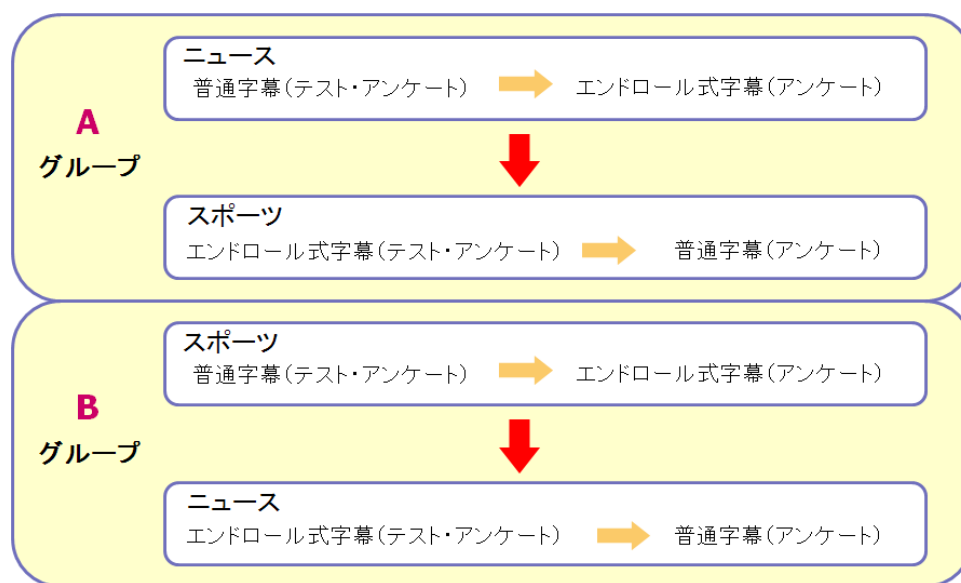 A
グループ
ニュース
普通字幕(テスト・アンケート)
エンドロール式字幕(アンケート)
スポーツ
エンドロール式字幕(テスト・アンケート)
普通字幕(アンケート)
B
グループ
スポーツ
普通字幕(テスト・アンケート)
エンドロール式字幕(アンケート)
ニュース
エンドロール式字幕(テスト・アンケート)
普通字幕(アンケート)